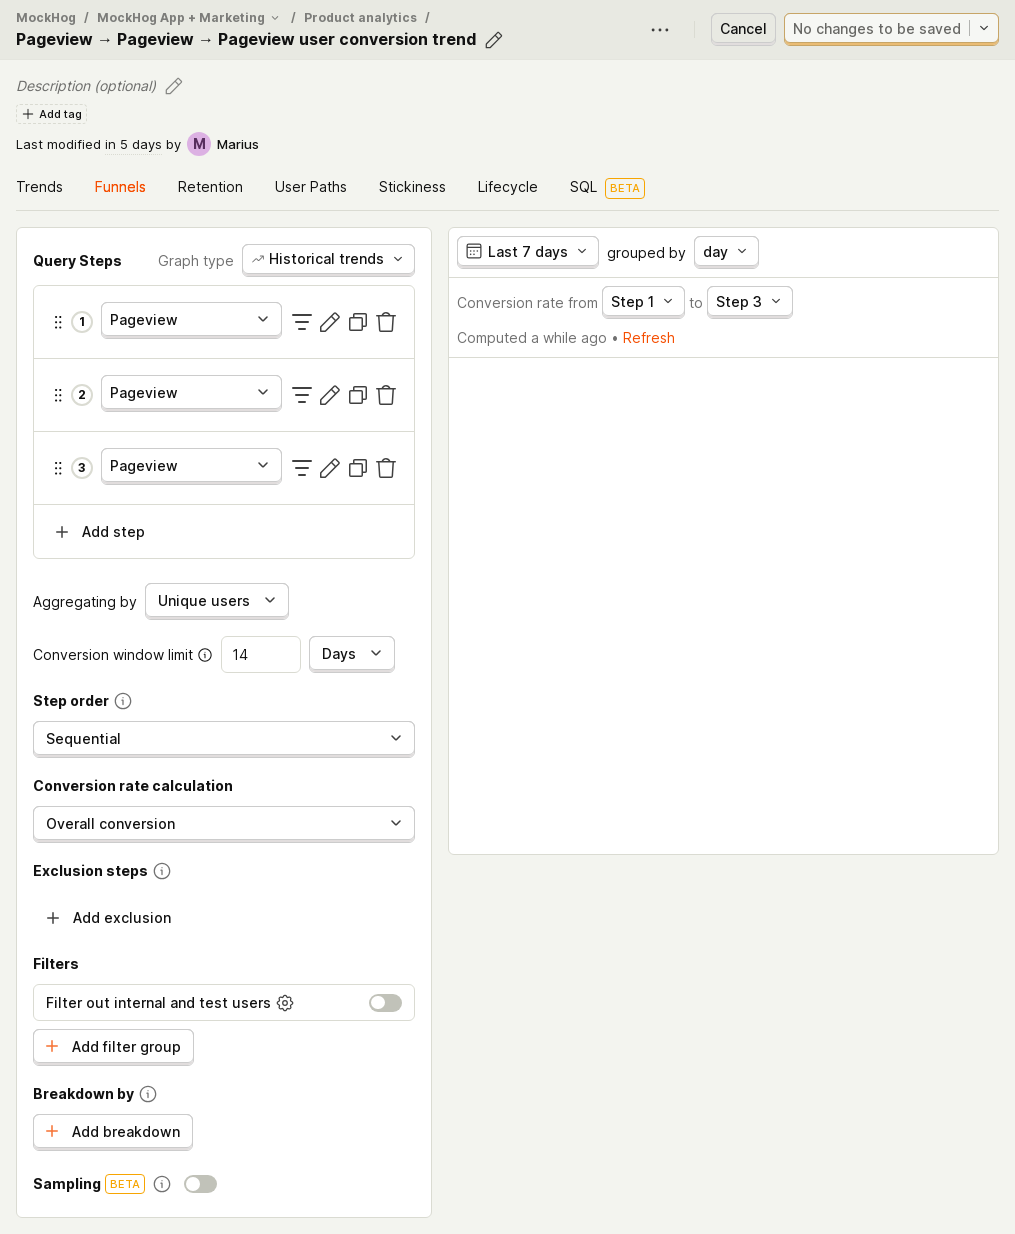 MockHog / MockHog App + Marketing / Product analytics /
Pageview → Pageview → Pageview user conversion trend
Cancel
No changes to be saved
Description (optional)
Add tag
Last modified in 5 days by M Marius
Trends Funnels Retention User Paths Stickiness Lifecycle SQL BETA
Query Steps Graph type Historical trends
1 Pageview
2 Pageview
3 Pageview
Add step
Aggregating by Unique users
Conversion window limit 14 Days
Step order
Sequential
Conversion rate calculation
Overall conversion
Exclusion steps
Add exclusion
Filters
Filter out internal and test users
Add filter group
Breakdown by
Add breakdown
Sampling BETA
Last 7 days grouped by day
Conversion rate from Step 1 to Step 3
Computed a while ago • Refresh